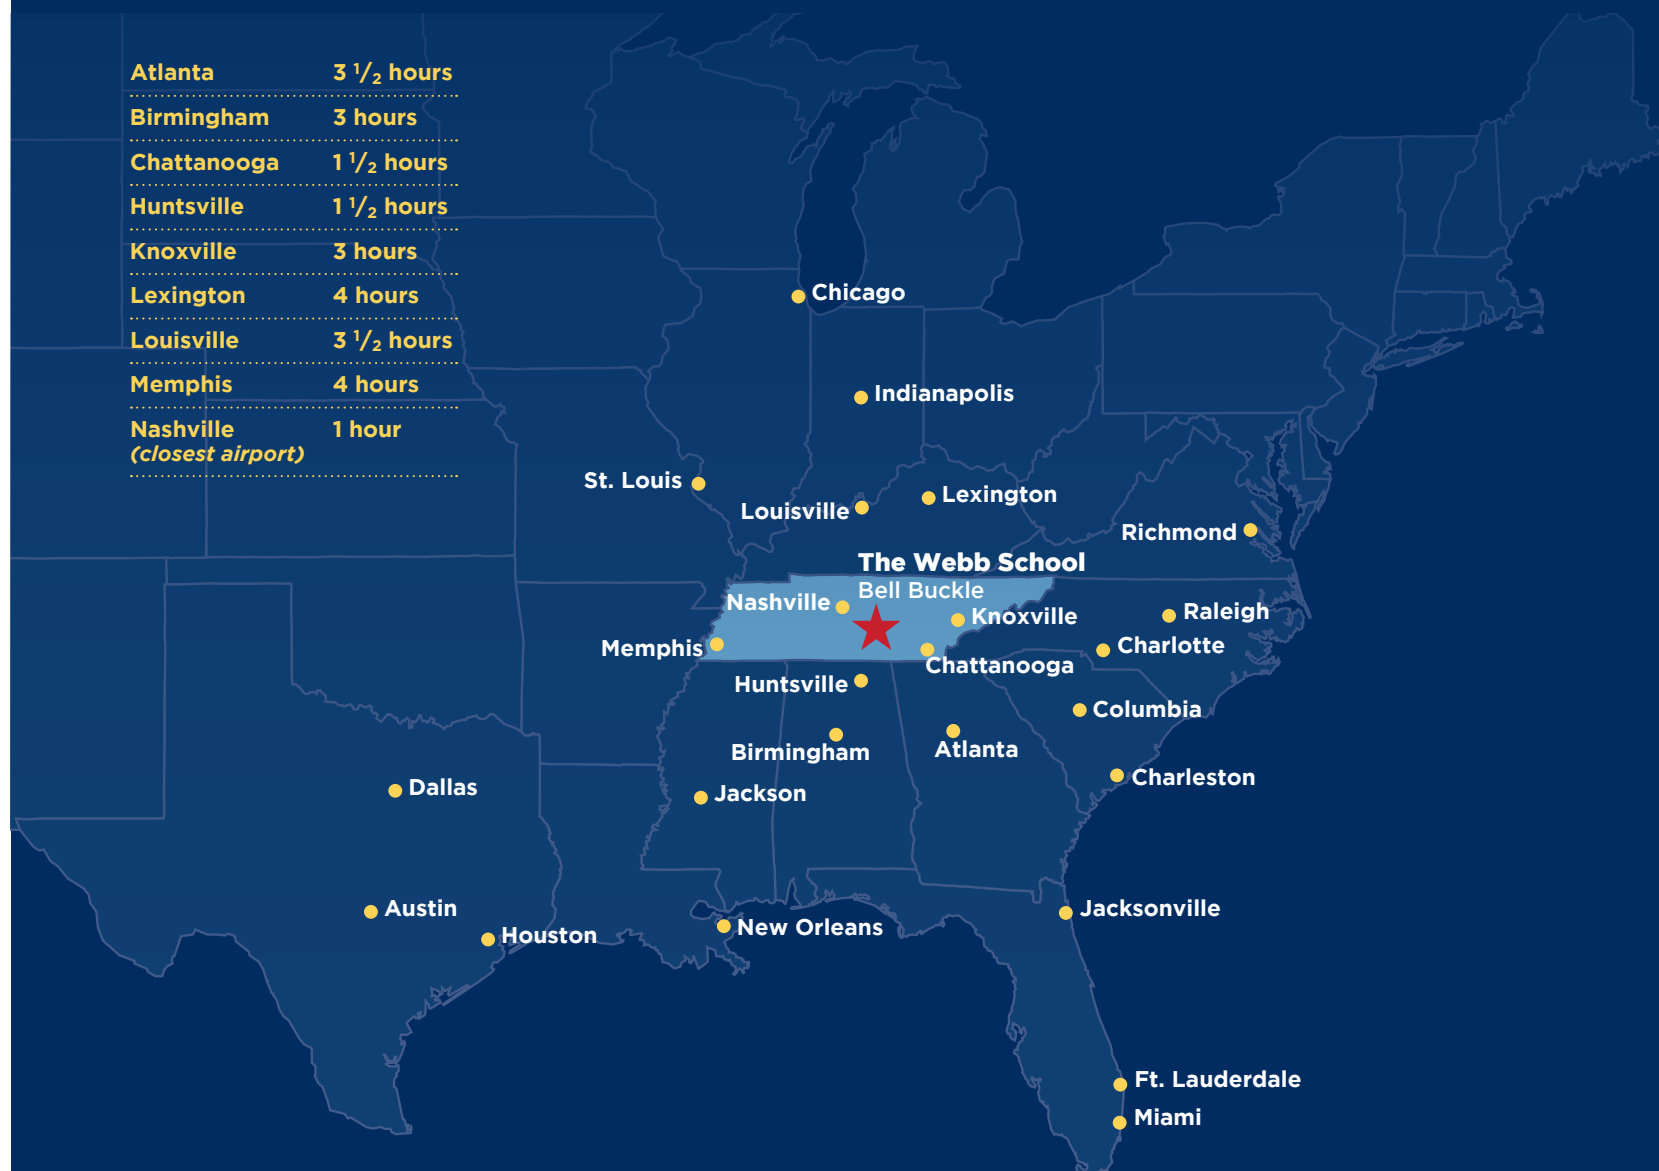 Atlanta 3 1/2 hours
Birmingham 3 hours
Chattanooga 1 1/2 hours
Huntsville 1 1/2 hours
Knoxville 3 hours
Lexington 4 hours
Louisville 3 1/2 hours
Memphis 4 hours
Nashville 1 hour
(closest airport)
Chicago
Indianapolis
St. Louis
Lexington
Louisville
Richmond
The Webb School
Bell Buckle
Nashville
Knoxville
Raleigh
Memphis
Charlotte
Chattanooga
Huntsville
Columbia
Birmingham
Atlanta
Charleston
Dallas
Jackson
Austin
Jacksonville
New Orleans
Houston
Ft. Lauderdale
Miami